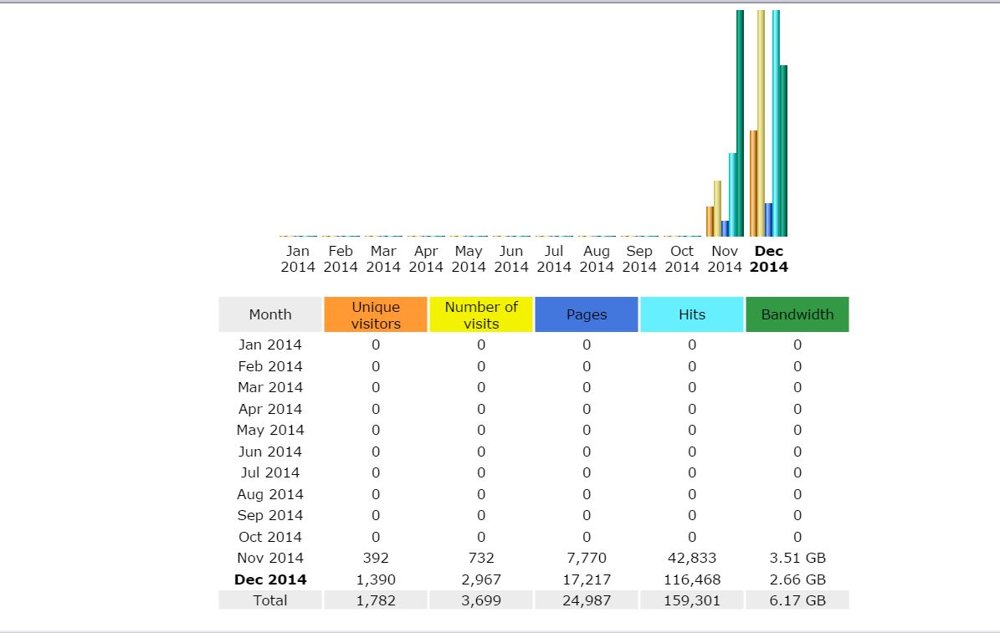 Jan Feb Mar Apr May Jun Jul Aug Sep Oct Nov Dec
2014 2014 2014 2014 2014 2014 2014 2014 2014 2014 2014 2014
Month Unique visitors Number of visits Pages Hits Bandwidth
Jan 2014 0 0 0 0 0
Feb 2014 0 0 0 0 0
Mar 2014 0 0 0 0 0
Apr 2014 0 0 0 0 0
May 2014 0 0 0 0 0
Jun 2014 0 0 0 0 0
Jul 2014 0 0 0 0 0
Aug 2014 0 0 0 0 0
Sep 2014 0 0 0 0 0
Oct 2014 0 0 0 0 0
Nov 2014 392 732 7,770 42,833 3.51 GB
Dec 2014 1,390 2,967 17,217 116,468 2.66 GB
Total 1,782 3,699 24,987 159,301 6.17 GB